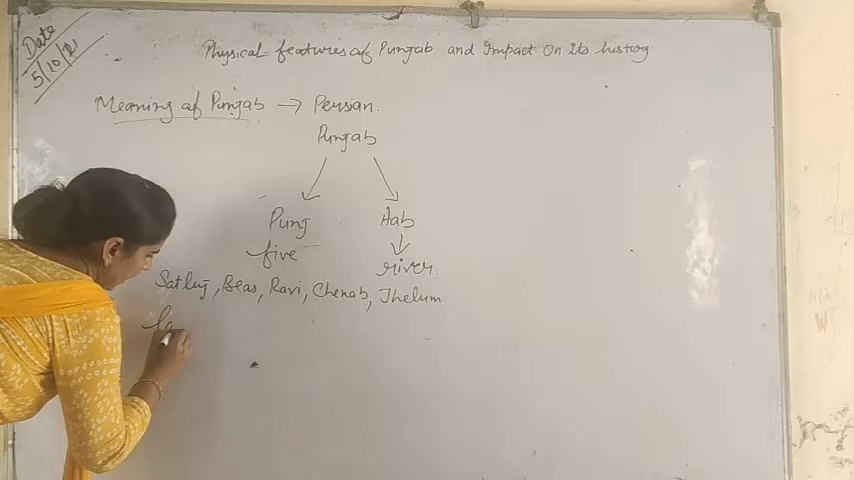 Date
5/10/21
Physical features of Punjab and Impact on Its history
Meaning of Punjab → Persian.
Punjab
Punj Aab
five river
Satluj, Beas, Ravi, Chenab, Jhelum